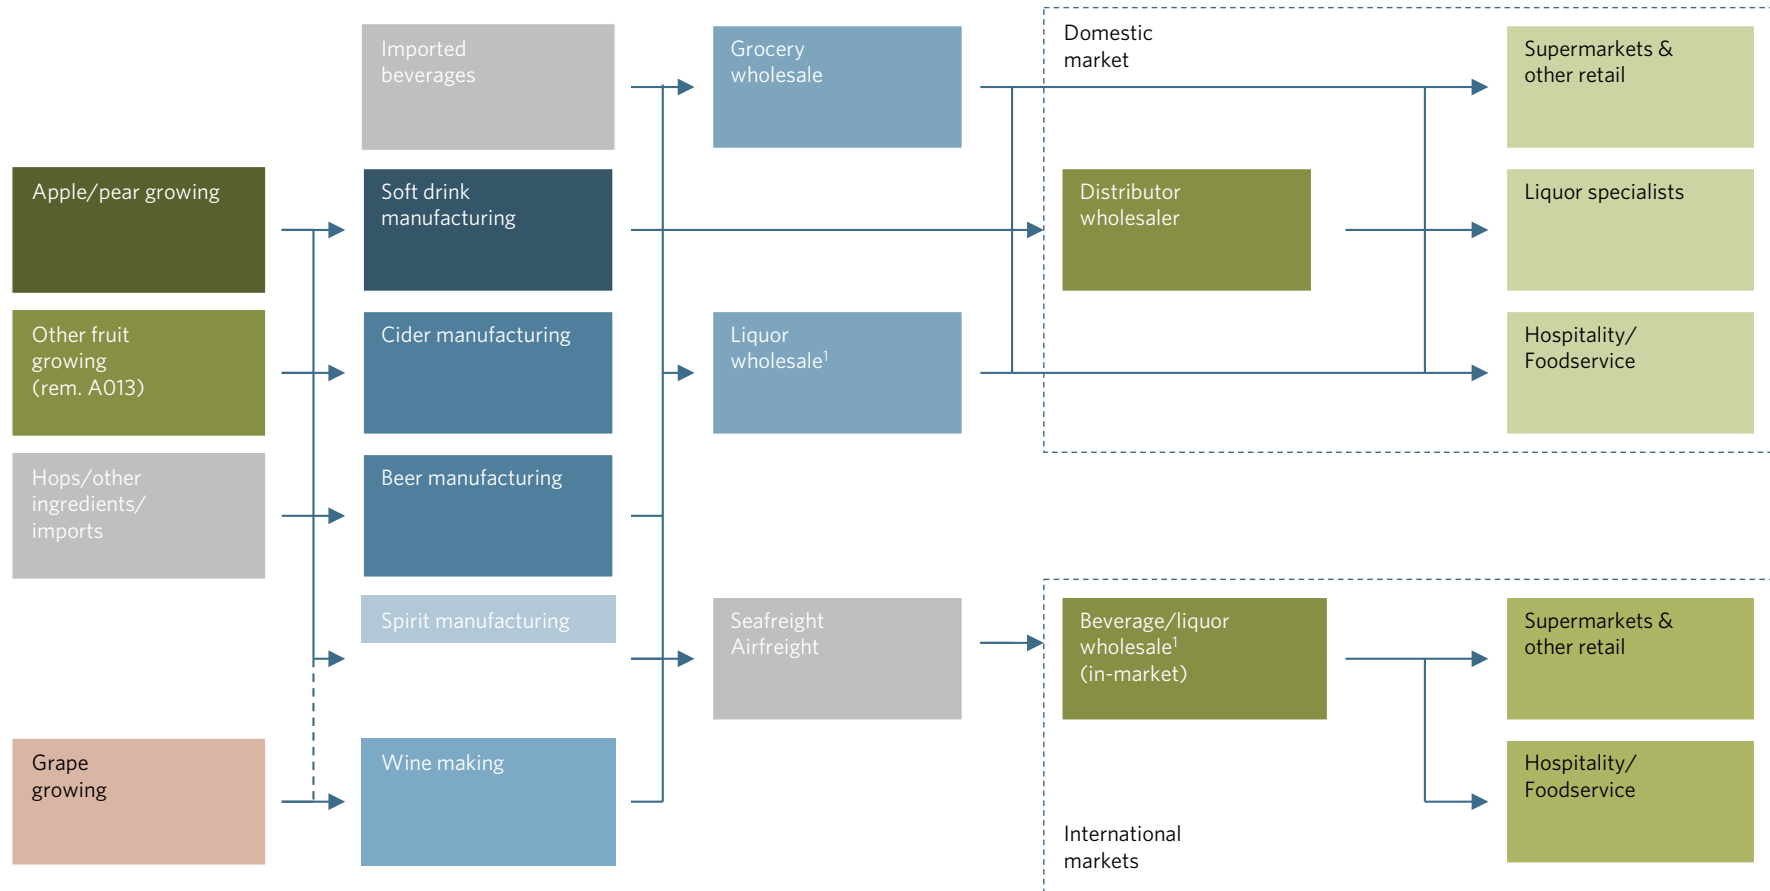 Imported
beverages
Grocery
wholesale
Domestic
market
Supermarkets &
other retail
Apple/pear growing
Soft drink
manufacturing
Distributor
wholesaler
Liquor specialists
Other fruit
growing
(rem. A013)
Cider manufacturing
Liquor
wholesale¹
Hospitality/
Foodservice
Hops/other
ingredients/
imports
Beer manufacturing
Spirit manufacturing
Seafreight
Airfreight
Beverage/liquor
wholesale¹
(in-market)
Supermarkets &
other retail
Grape
growing
Wine making
Hospitality/
Foodservice
International
markets